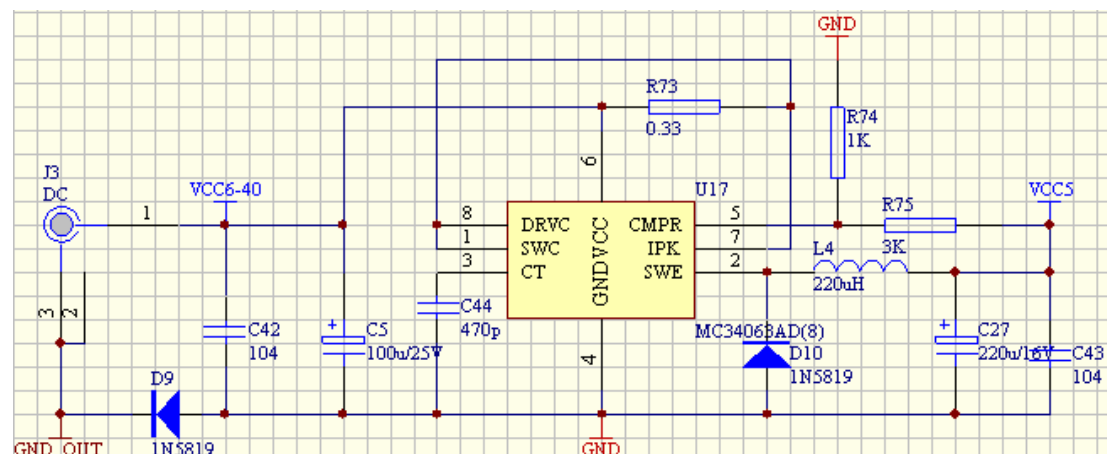 GND
R73
0.33
R74
1K
6
J3
DC
VCC6-40
U17
VCC5
R75
1
8
DRVC
CMPR
5
1
SWC
IPK
7
3
CT
SWE
2
GNDVCC
L4
3K
220uH
3
2
C44
470p
C42
104
C5
100u/25V
4
MC34063AD(8)
D10
1N5819
C27
220u/16V
C43
104
D9
1N5819
GND_OUT
GND